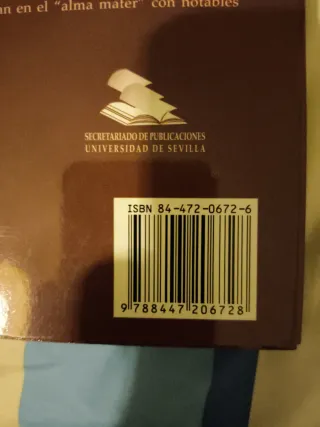 en el "alma mater" con notables
SECRETARIADO DE PUBLICACIONES
UNIVERSIDAD DE SEVILLA
ISBN 84-472-0672-6
9 788447 206728